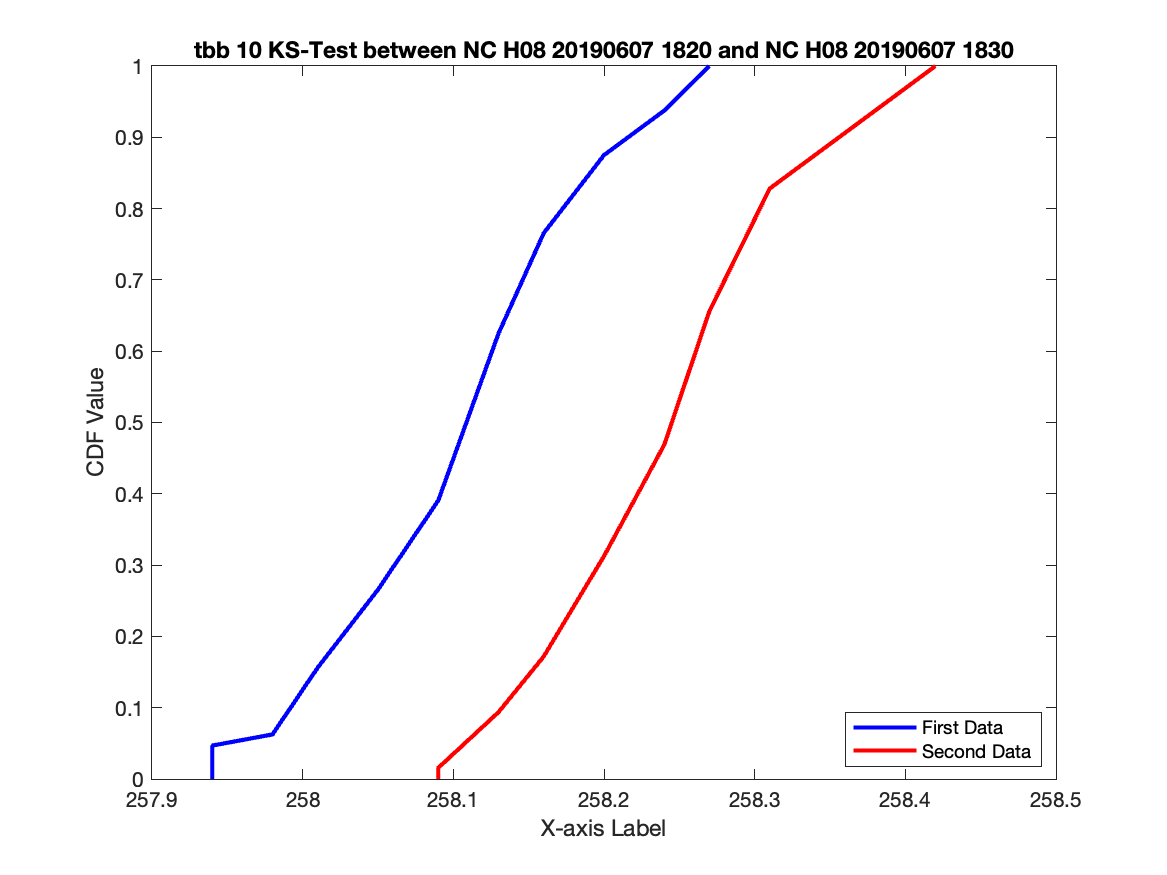 tbb 10 KS-Test between NC H08 20190607 1820 and NC H08 20190607 1830
1
0.9
0.8
0.7
0.6
0.5
0.4
0.3
0.2
0.1
0
CDF Value
First Data
Second Data
257.9 258 258.1 258.2 258.3 258.4 258.5
X-axis Label